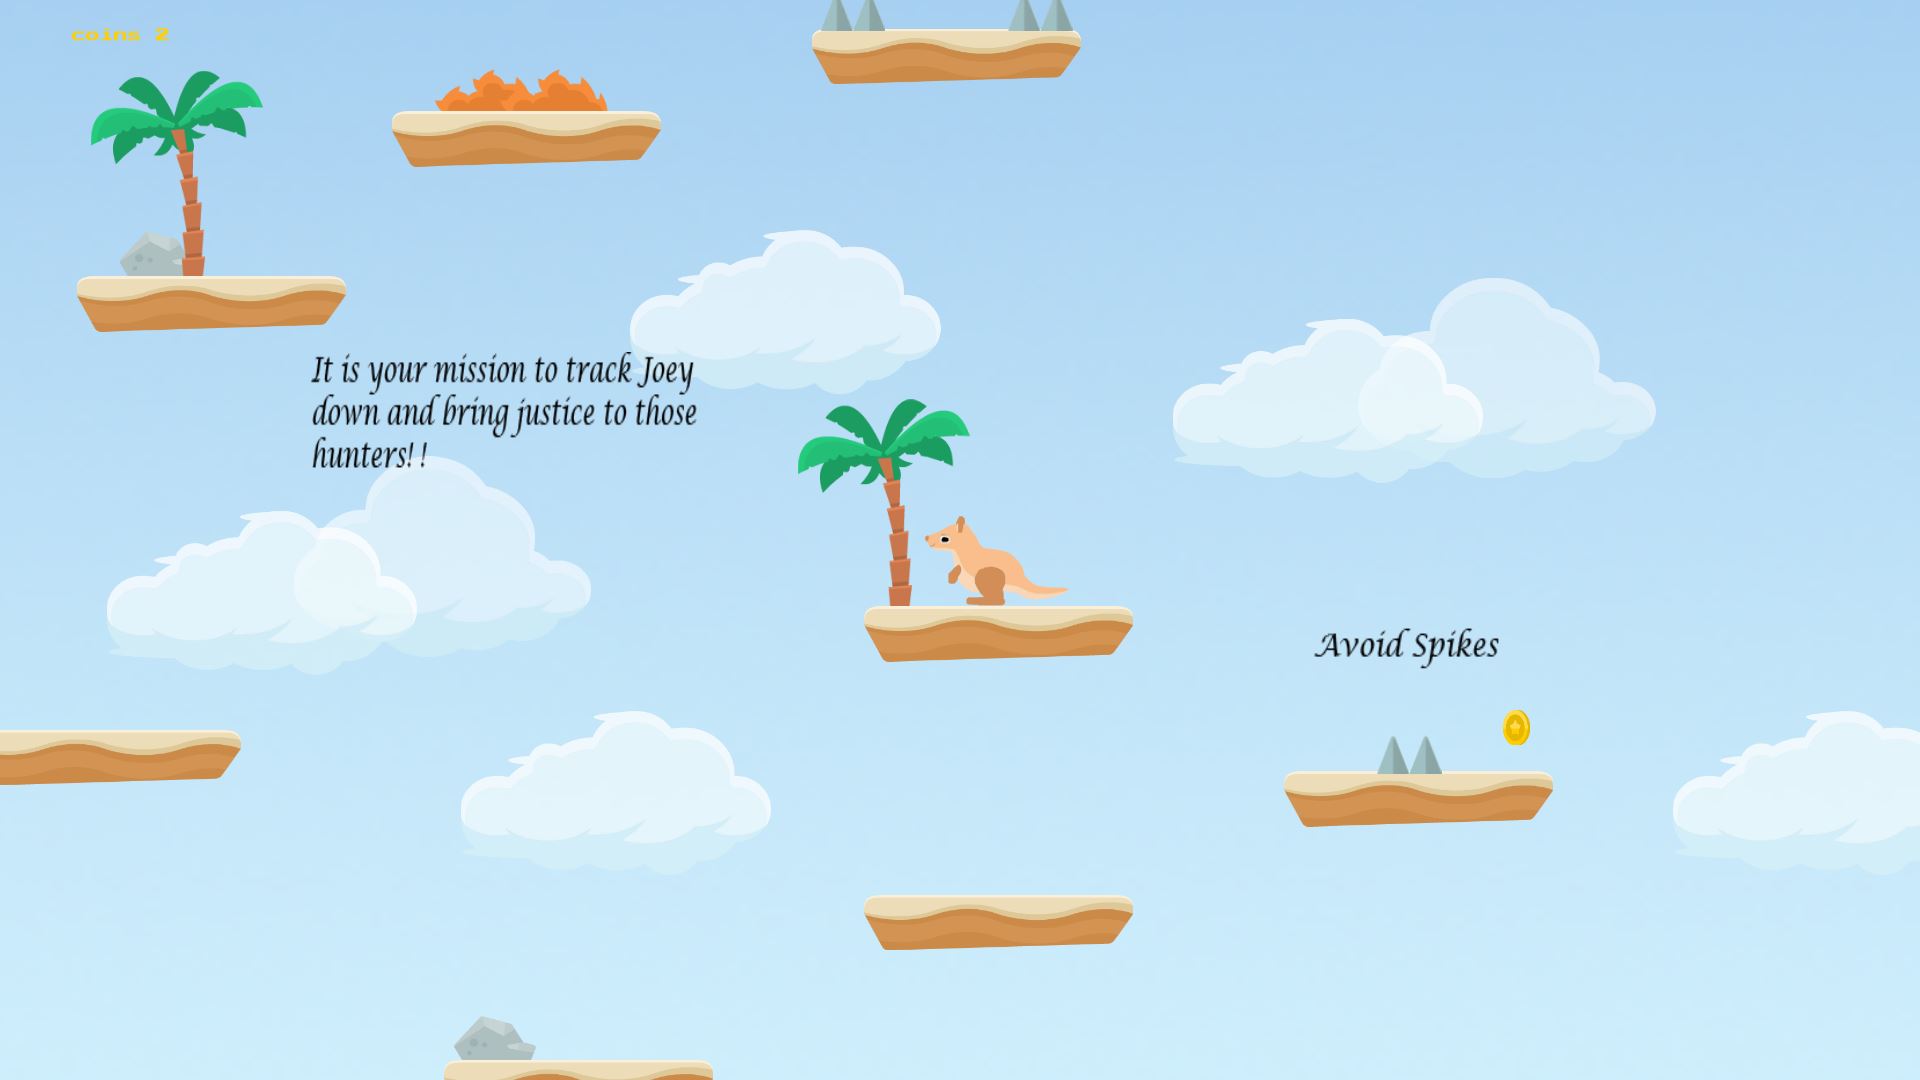 coins 2
It is your mission to track Joey
down and bring justice to those
hunters!!
Avoid Spikes